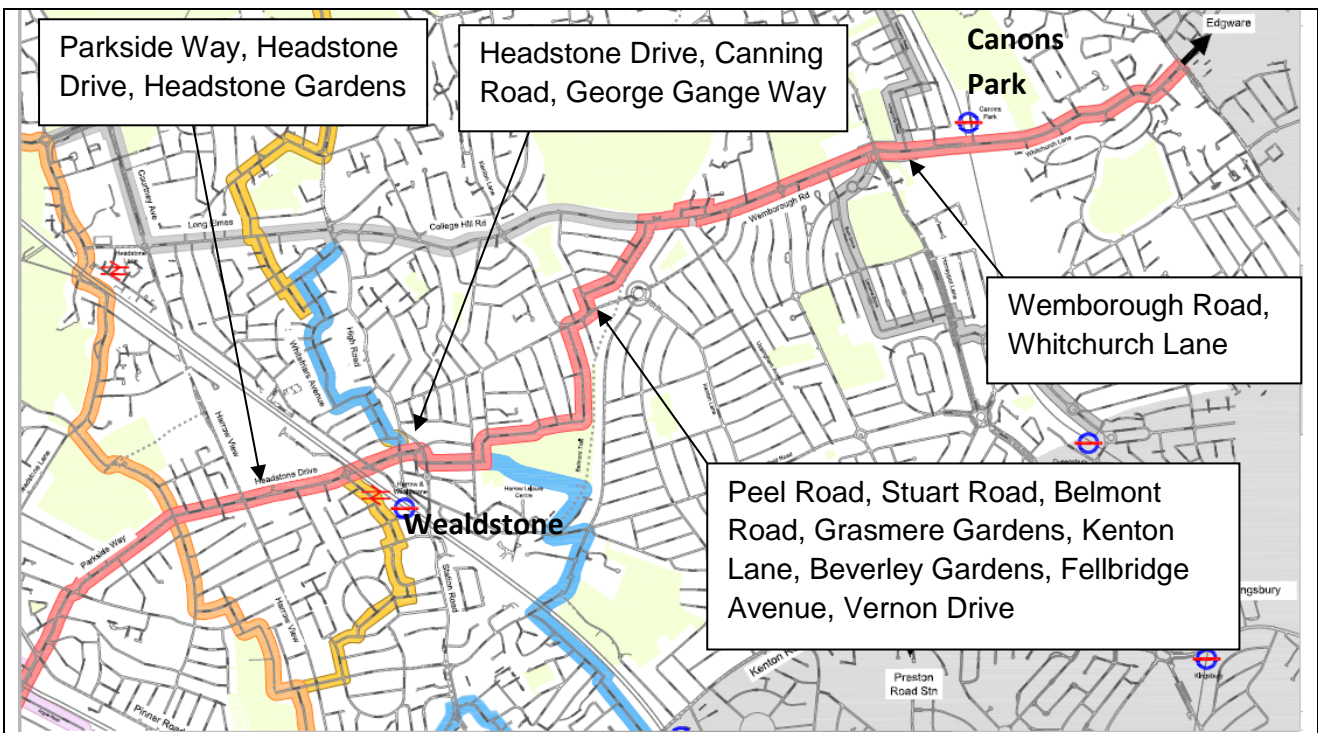 Parkside Way, Headstone
Drive, Headstone Gardens
Headstone Drive, Canning
Road, George Gange Way
Canons
Park
Edgware
Canons
Park
Whitchurch Lane
Wemborough Rd
Courtney Ave
Long Elmes
College Hill Rd
Kenton Lane
Headstone
Lane
High Road
Whitefriars Avenue
Honeypot Lane
Wemborough Road,
Whitchurch Lane
Harrow View
Headstone Drive
Kenton Lane
Belmont Trail
Harrow Leisure
Centre
Harrow &
Wealdstone
Wealdstone
Parkside Way
Peel Road, Stuart Road, Belmont
Road, Grasmere Gardens, Kenton
Lane, Beverley Gardens, Fellbridge
Avenue, Vernon Drive
Station Road
Harrow View
Pinner Road
Kenton R
ngsbury
Kingsbury
Preston
Road Stn